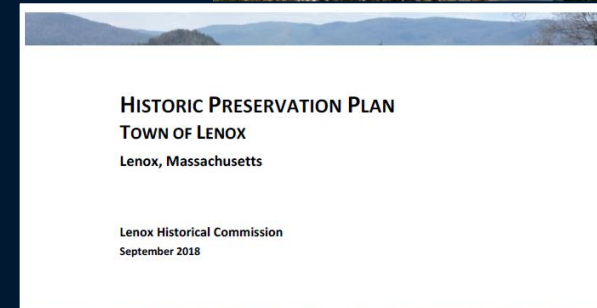 HISTORIC PRESERVATION PLAN
TOWN OF LENOX
Lenox, Massachusetts
Lenox Historical Commission
September 2018